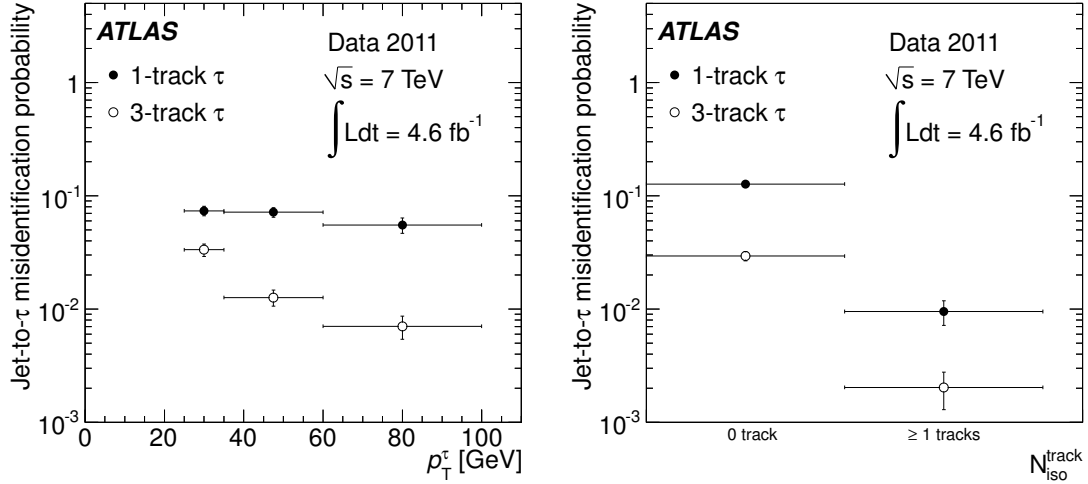 Jet-to-τ misidentification probability
ATLAS
Data 2011
1-track τ
√s = 7 TeV
3-track τ
∫ Ldt = 4.6 fb⁻¹
1
10⁻¹
10⁻²
10⁻³
0 20 40 60 80 100
p_T^τ [GeV]
Jet-to-τ misidentification probability
ATLAS
Data 2011
1-track τ
√s = 7 TeV
3-track τ
∫ Ldt = 4.6 fb⁻¹
1
10⁻¹
10⁻²
10⁻³
0 track ≥ 1 tracks
N_iso^track